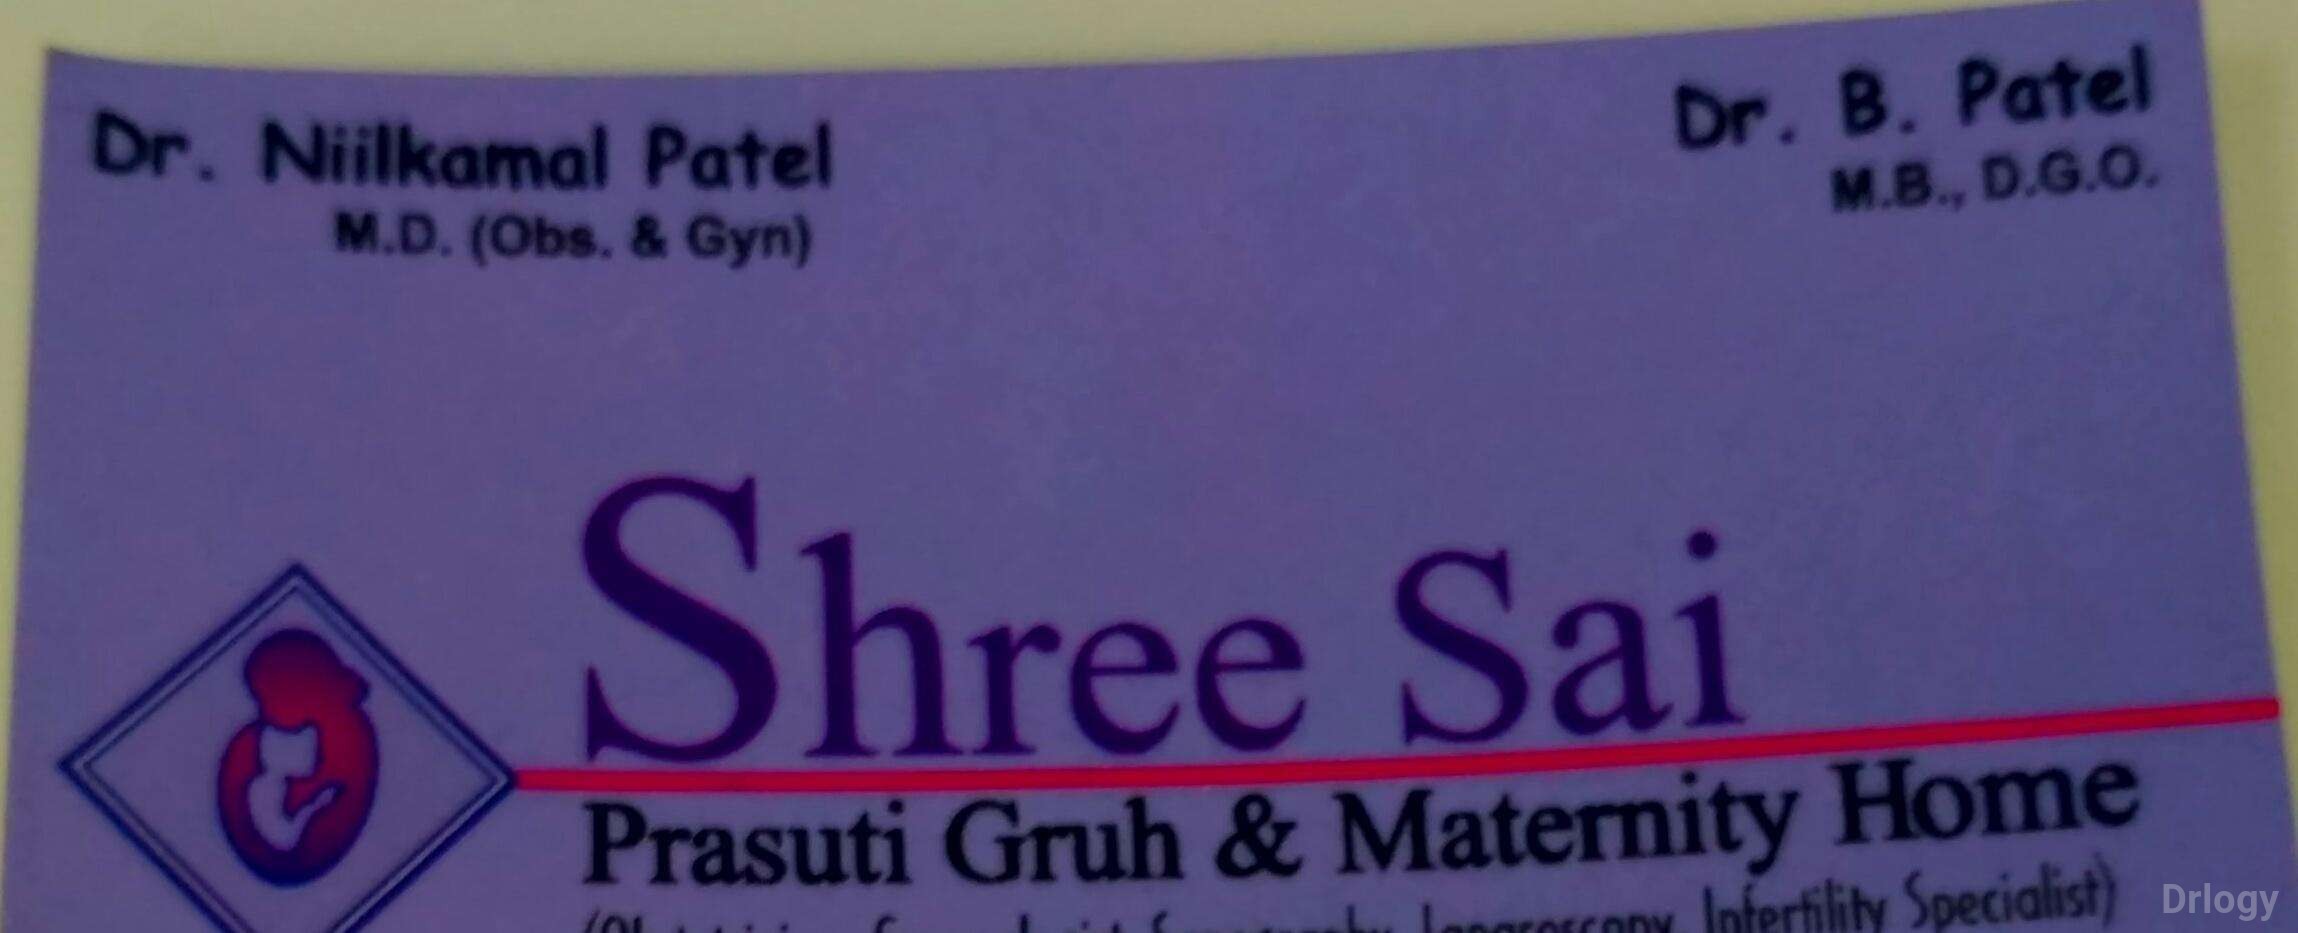 Dr. Niilkamal Patel
M.D. (Obs. & Gyn)
Dr. B. Patel
M.B., D.G.O.
Shree Sai
Prasuti Gruh & Maternity Home
Infertility Specialist)
Drlogy